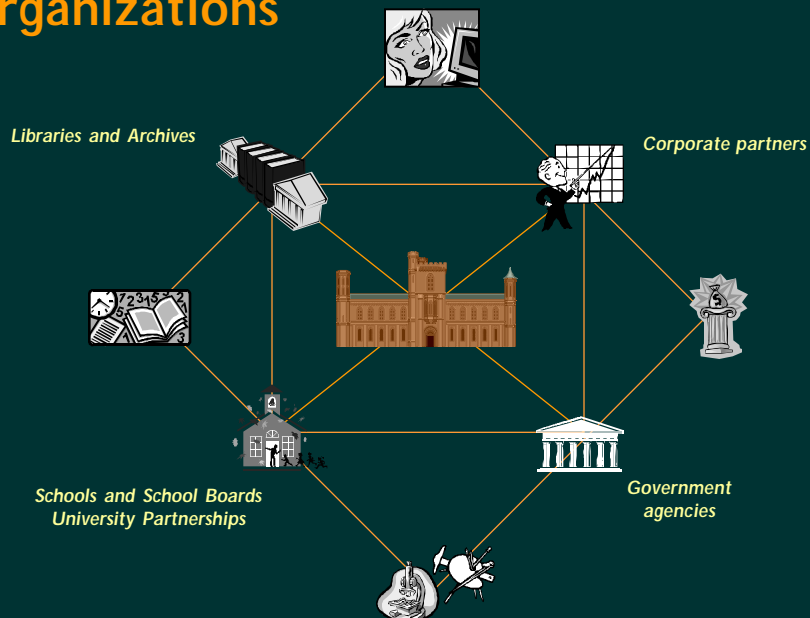 rganizations
Libraries and Archives
Corporate partners
Schools and School Boards
University Partnerships
Government
agencies